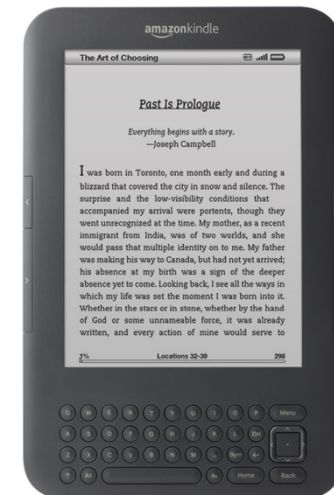 amazonkindle
The Art of Choosing
Past Is Prologue
Everything begins with a story.
—Joseph Campbell
I was born in Toronto, one month early and during a
blizzard that covered the city in snow and silence. The
surprise and the low-visibility conditions that
accompanied my arrival were portents, though they
went unrecognized at the time. My mother, as a recent
immigrant from India, was of two worlds, and she
would pass that multiple identity on to me. My father
was making his way to Canada, but had not yet arrived;
his absence at my birth was a sign of the deeper
absence yet to come. Looking back, I see all the ways in
which my life was set the moment I was born into it.
Whether in the stars or in stone, whether by the hand
of God or some unnameable force, it was already
written, and every action of mine would serve to
1% Locations 32-39 298
Q W E R T Y U I O P Menu
A S D F G H J K L Del
Z X C V B N M . Sym
Alt Aa Home Back